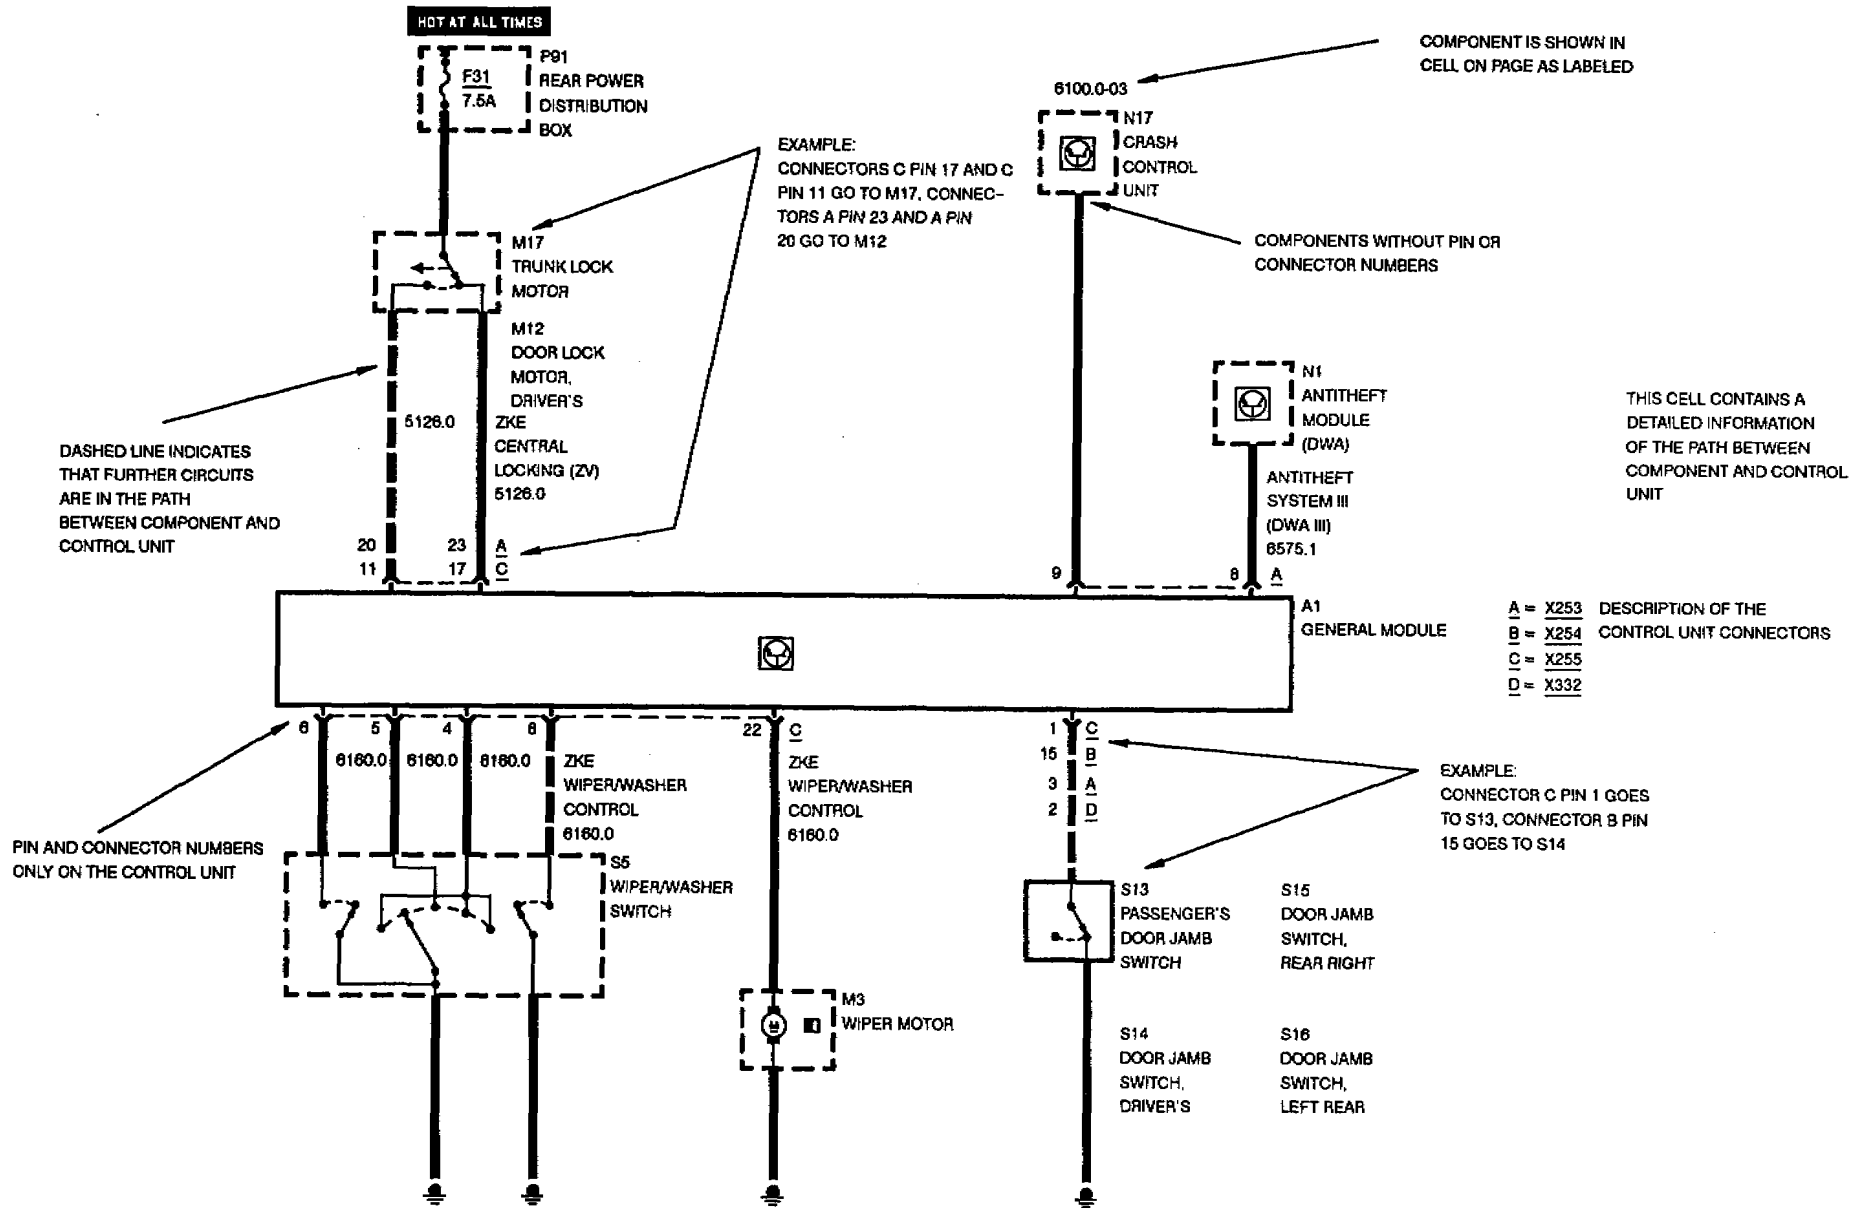 HOT AT ALL TIMES
F31
7.5A
P91
REAR POWER
DISTRIBUTION
BOX
COMPONENT IS SHOWN IN
CELL ON PAGE AS LABELED
6100.0-03
N17
CRASH
CONTROL
UNIT
EXAMPLE:
CONNECTORS C PIN 17 AND C
PIN 11 GO TO M17, CONNEC-
TORS A PIN 23 AND A PIN
20 GO TO M12
COMPONENTS WITHOUT PIN OR
CONNECTOR NUMBERS
M17
TRUNK LOCK
MOTOR
M12
DOOR LOCK
MOTOR,
DRIVER'S
5126.0
ZKE
CENTRAL
LOCKING (ZV)
5126.0
N1
ANTITHEFT
MODULE
(DWA)
ANTITHEFT
SYSTEM III
(DWA III)
6575.1
THIS CELL CONTAINS A
DETAILED INFORMATION
OF THE PATH BETWEEN
COMPONENT AND CONTROL
UNIT
DASHED LINE INDICATES
THAT FURTHER CIRCUITS
ARE IN THE PATH
BETWEEN COMPONENT AND
CONTROL UNIT
20 23 A
11 17 C
9 8 A
A1
GENERAL MODULE
A = X253 DESCRIPTION OF THE
B = X254 CONTROL UNIT CONNECTORS
C = X255
D = X332
6 5 4 6 22 C
1 C
15 B
3 A
2 D
6160.0 6160.0 6160.0
ZKE
WIPER/WASHER
CONTROL
6160.0
ZKE
WIPER/WASHER
CONTROL
6160.0
EXAMPLE:
CONNECTOR C PIN 1 GOES
TO S13, CONNECTOR B PIN
15 GOES TO S14
PIN AND CONNECTOR NUMBERS
ONLY ON THE CONTROL UNIT
S5
WIPER/WASHER
SWITCH
M
M3
WIPER MOTOR
S13
PASSENGER'S
DOOR JAMB
SWITCH
S15
DOOR JAMB
SWITCH,
REAR RIGHT
S14
DOOR JAMB
SWITCH,
DRIVER'S
S16
DOOR JAMB
SWITCH,
LEFT REAR